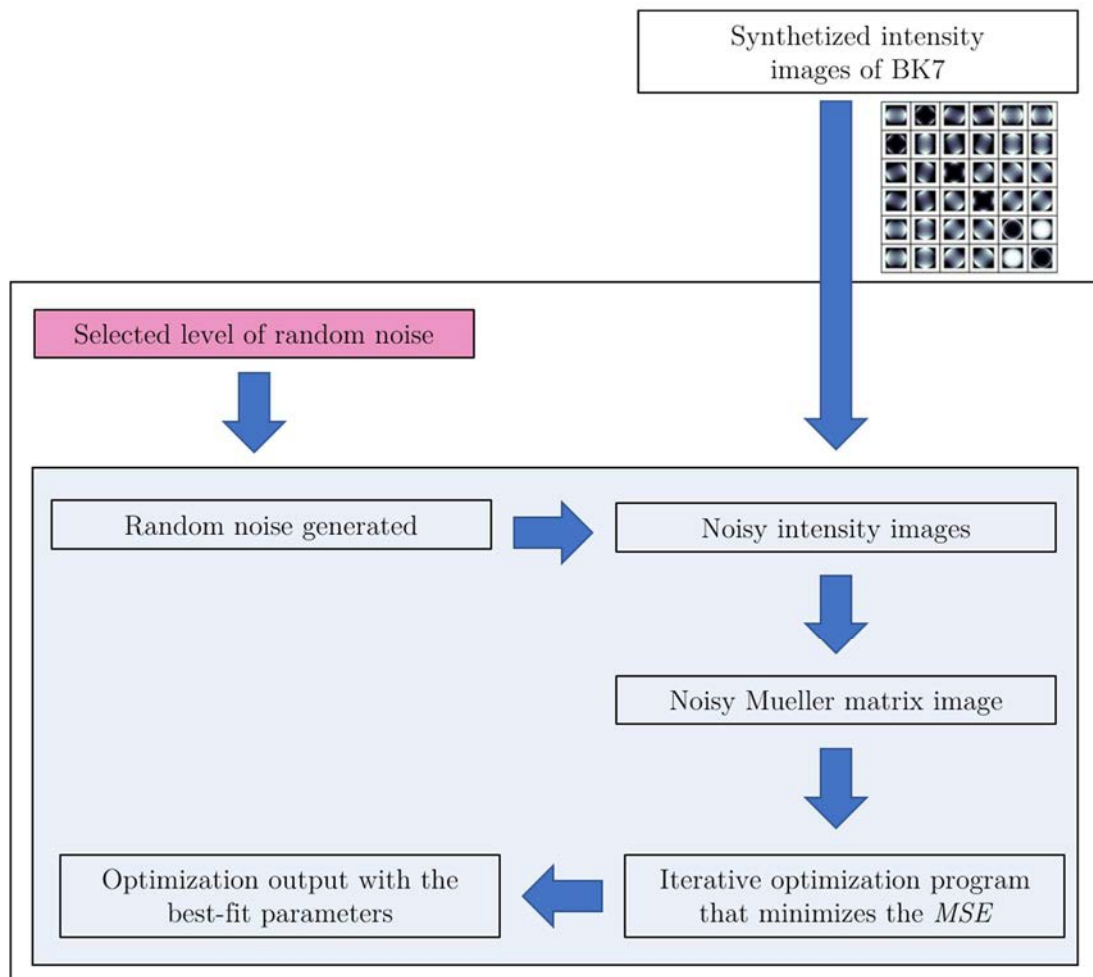 Synthetized intensity
images of BK7
Selected level of random noise
Random noise generated
Noisy intensity images
Noisy Mueller matrix image
Optimization output with the
best-fit parameters
Iterative optimization program
that minimizes the MSE